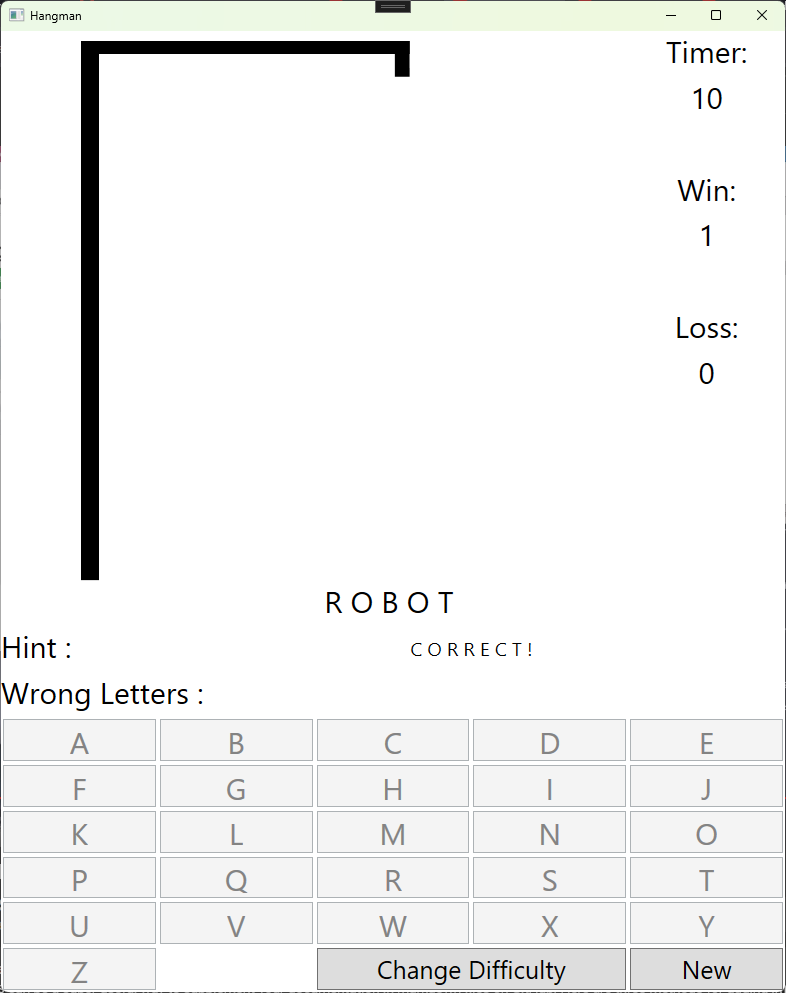 Hangman
Timer:
10
Win:
1
Loss:
0
R O B O T
Hint :
C O R R E C T !
Wrong Letters :
A B C D E
F G H I J
K L M N O
P Q R S T
U V W X Y
Z Change Difficulty New